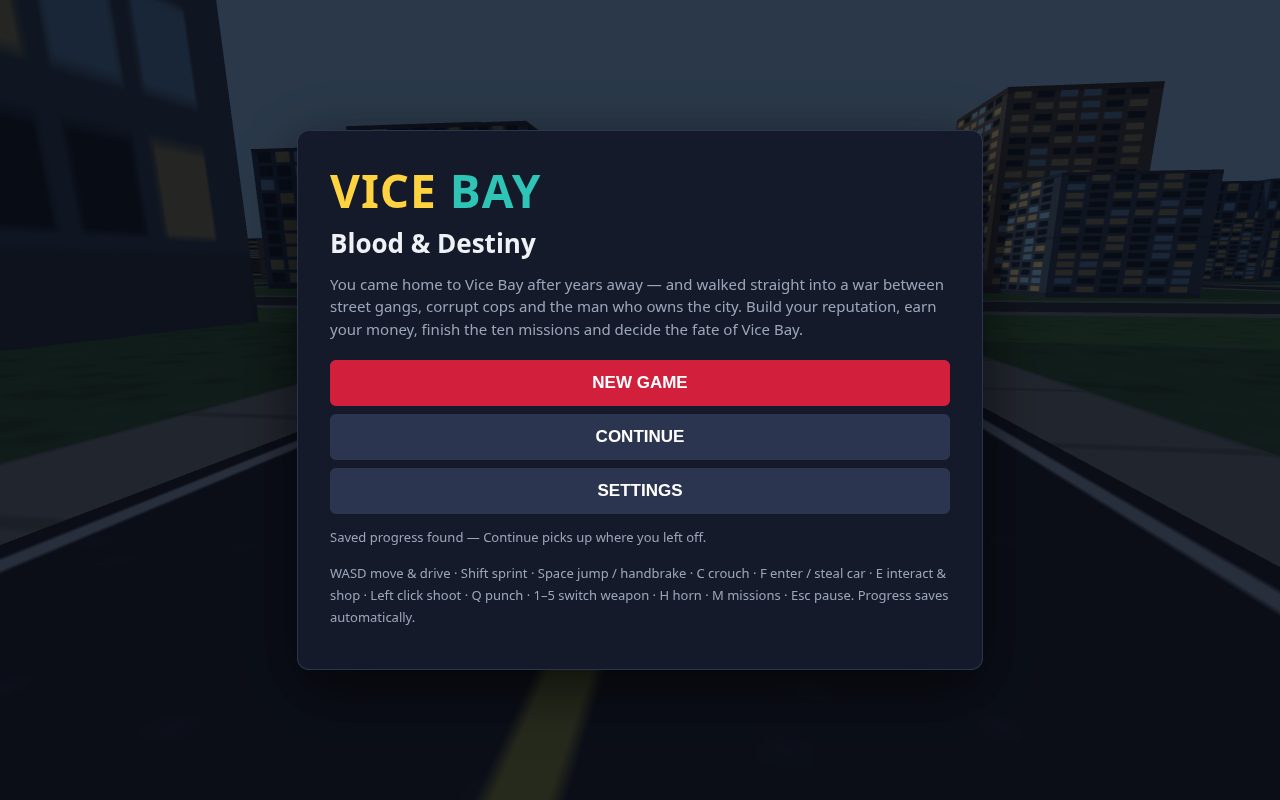 VICE BAY
Blood & Destiny
You came home to Vice Bay after years away — and walked straight into a war between
street gangs, corrupt cops and the man who owns the city. Build your reputation, earn
your money, finish the ten missions and decide the fate of Vice Bay.
NEW GAME
CONTINUE
SETTINGS
Saved progress found — Continue picks up where you left off.
WASD move & drive · Shift sprint · Space jump / handbrake · C crouch · F enter / steal car · E interact &
shop · Left click shoot · Q punch · 1–5 switch weapon · H horn · M missions · Esc pause. Progress saves
automatically.